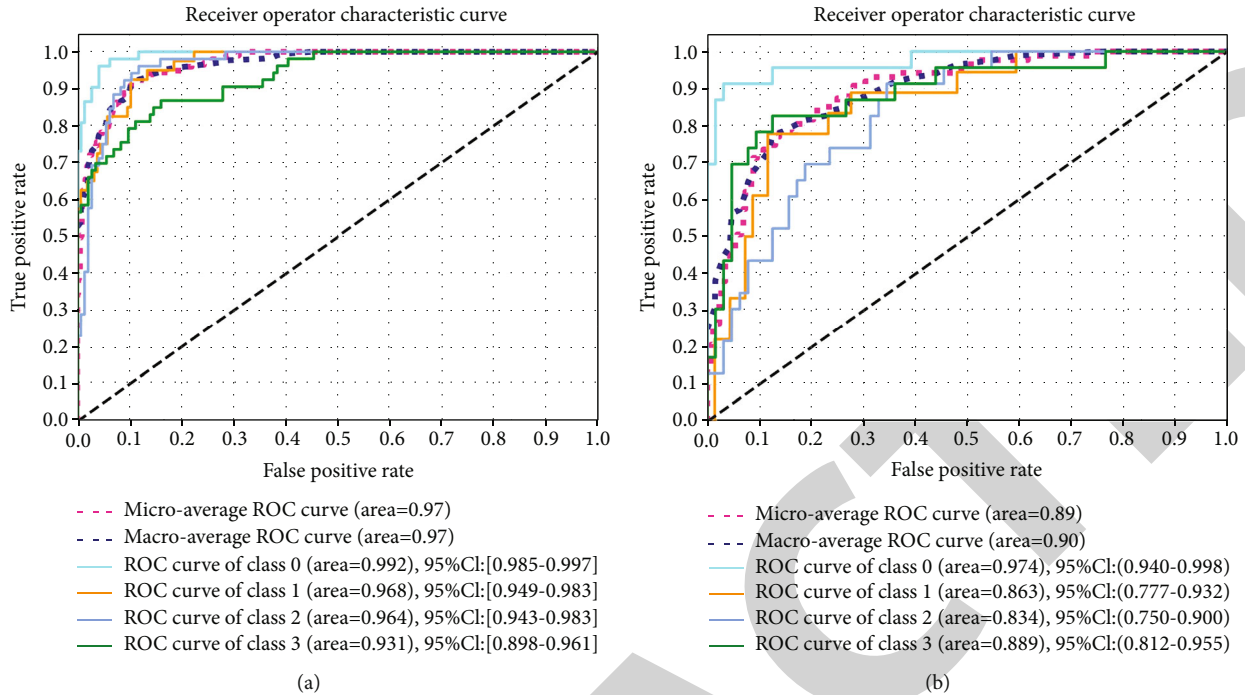 Receiver operator characteristic curve
1.0
0.9
0.8
0.7
0.6
0.5
0.4
0.3
0.2
0.1
0.0
True positive rate
0.0 0.1 0.2 0.3 0.4 0.5 0.6 0.7 0.8 0.9 1.0
False positive rate
Micro-average ROC curve (area=0.97)
Macro-average ROC curve (area=0.97)
ROC curve of class 0 (area=0.992), 95%Cl:[0.985-0.997]
ROC curve of class 1 (area=0.968), 95%Cl:[0.949-0.983]
ROC curve of class 2 (area=0.964), 95%Cl:[0.943-0.983]
ROC curve of class 3 (area=0.931), 95%Cl:[0.898-0.961]
(a)
Receiver operator characteristic curve
1.0
0.9
0.8
0.7
0.6
0.5
0.4
0.3
0.2
0.1
0.0
True positive rate
0.0 0.1 0.2 0.3 0.4 0.5 0.6 0.7 0.8 0.9 1.0
False positive rate
Micro-average ROC curve (area=0.89)
Macro-average ROC curve (area=0.90)
ROC curve of class 0 (area=0.974), 95%Cl:(0.940-0.998)
ROC curve of class 1 (area=0.863), 95%Cl:(0.777-0.932)
ROC curve of class 2 (area=0.834), 95%Cl:(0.750-0.900)
ROC curve of class 3 (area=0.889), 95%Cl:(0.812-0.955)
(b)